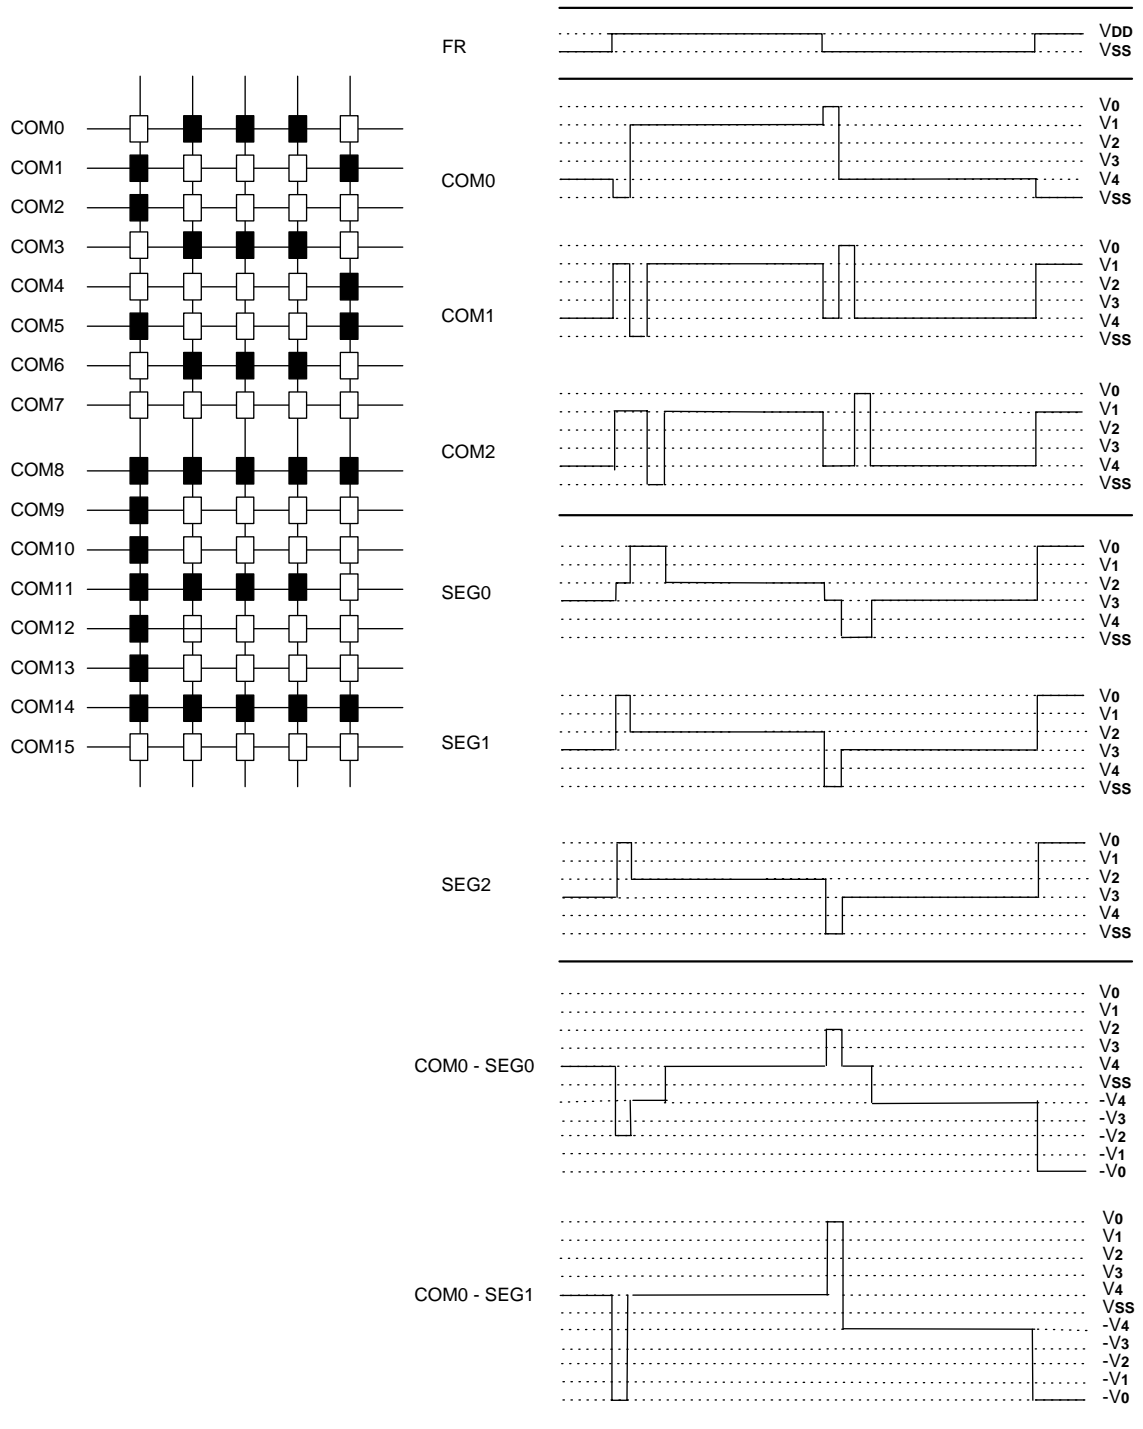 FR
VDD
VSS
COM0
COM1
COM2
COM3
COM4
COM5
COM6
COM7
COM8
COM9
COM10
COM11
COM12
COM13
COM14
COM15
COM0
V0
V1
V2
V3
V4
VSS
COM1
V0
V1
V2
V3
V4
VSS
COM2
V0
V1
V2
V3
V4
VSS
SEG0
V0
V1
V2
V3
V4
VSS
SEG1
V0
V1
V2
V3
V4
VSS
SEG2
V0
V1
V2
V3
V4
VSS
COM0 - SEG0
V0
V1
V2
V3
V4
VSS
-V4
-V3
-V2
-V1
-V0
COM0 - SEG1
V0
V1
V2
V3
V4
VSS
-V4
-V3
-V2
-V1
-V0